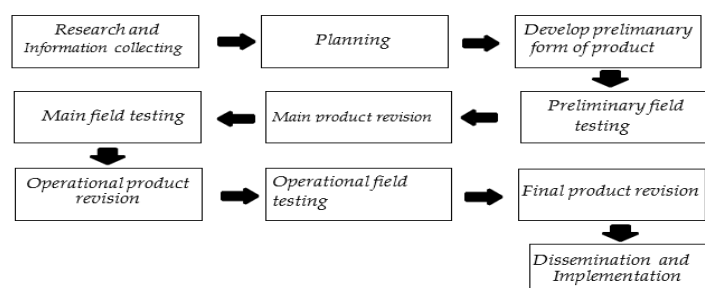 Research and
Information collecting
Planning
Develop prelimanary
form of product
Main field testing
Main product revision
Preliminary field
testing
Operational product
revision
Operational field
testing
Final product revision
Dissemination and
Implementation